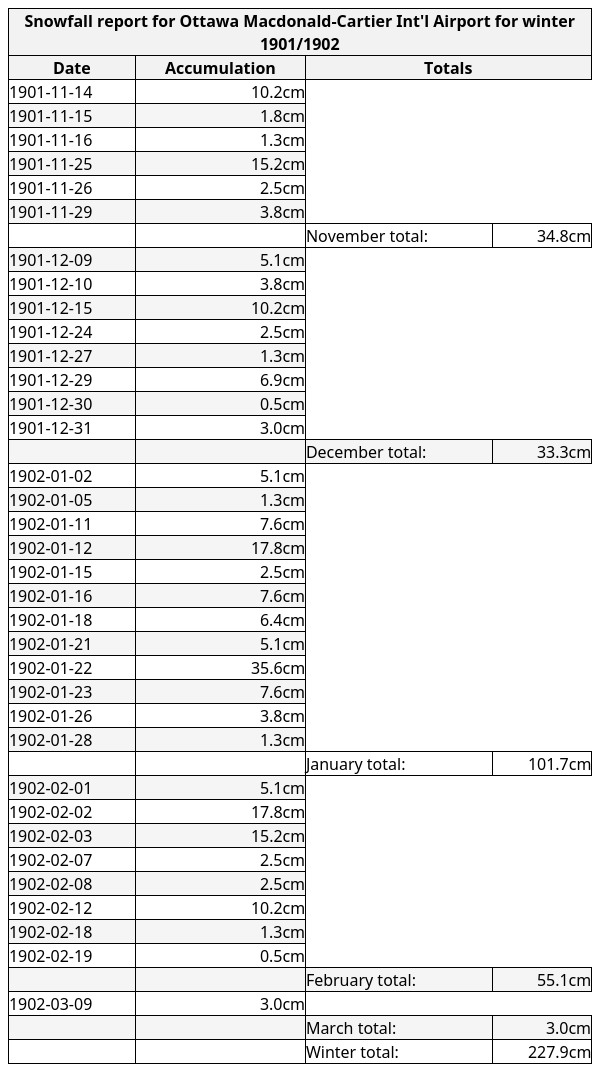 Snowfall report for Ottawa Macdonald-Cartier Int'l Airport for winter
1901/1902
Date Accumulation Totals
1901-11-14 10.2cm
1901-11-15 1.8cm
1901-11-16 1.3cm
1901-11-25 15.2cm
1901-11-26 2.5cm
1901-11-29 3.8cm
November total: 34.8cm
1901-12-09 5.1cm
1901-12-10 3.8cm
1901-12-15 10.2cm
1901-12-24 2.5cm
1901-12-27 1.3cm
1901-12-29 6.9cm
1901-12-30 0.5cm
1901-12-31 3.0cm
December total: 33.3cm
1902-01-02 5.1cm
1902-01-05 1.3cm
1902-01-11 7.6cm
1902-01-12 17.8cm
1902-01-15 2.5cm
1902-01-16 7.6cm
1902-01-18 6.4cm
1902-01-21 5.1cm
1902-01-22 35.6cm
1902-01-23 7.6cm
1902-01-26 3.8cm
1902-01-28 1.3cm
January total: 101.7cm
1902-02-01 5.1cm
1902-02-02 17.8cm
1902-02-03 15.2cm
1902-02-07 2.5cm
1902-02-08 2.5cm
1902-02-12 10.2cm
1902-02-18 1.3cm
1902-02-19 0.5cm
February total: 55.1cm
1902-03-09 3.0cm
March total: 3.0cm
Winter total: 227.9cm